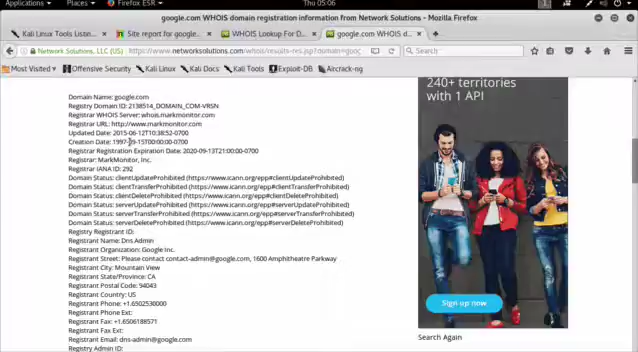 Applications Places Firefox ESR Thu 05:06 1
google.com WHOIS domain registration information from Network Solutions - Mozilla Firefox
Kali Linux Tools Listin… Site report for google… WHOIS Lookup For D… google.com WHOIS d…
Network Solutions, LLC (US) https://www.networksolutions.com/whois/results-res.jsp?domain=goog Search
Most Visited Offensive Security Kali Linux Kali Docs Kali Tools Exploit-DB Aircrack-ng
240+ territories
with 1 API
Domain Name: google.com
Registry Domain ID: 2138514_DOMAIN_COM-VRSN
Registrar WHOIS Server: whois.markmonitor.com
Registrar URL: http://www.markmonitor.com
Updated Date: 2015-06-12T10:38:52-0700
Creation Date: 1997-09-15T00:00:00-0700
Registrar Registration Expiration Date: 2020-09-13T21:00:00-0700
Registrar: MarkMonitor, Inc.
Registrar IANA ID: 292
Domain Status: clientUpdateProhibited (https://www.icann.org/epp#clientUpdateProhibited)
Domain Status: clientTransferProhibited (https://www.icann.org/epp#clientTransferProhibited)
Domain Status: clientDeleteProhibited (https://www.icann.org/epp#clientDeleteProhibited)
Domain Status: serverUpdateProhibited (https://www.icann.org/epp#serverUpdateProhibited)
Domain Status: serverTransferProhibited (https://www.icann.org/epp#serverTransferProhibited)
Domain Status: serverDeleteProhibited (https://www.icann.org/epp#serverDeleteProhibited)
Registry Registrant ID:
Registrant Name: Dns Admin
Registrant Organization: Google Inc.
Registrant Street: Please contact contact-admin@google.com, 1600 Amphitheatre Parkway
Registrant City: Mountain View
Registrant State/Province: CA
Registrant Postal Code: 94043
Registrant Country: US
Registrant Phone: +1.6502530000
Registrant Phone Ext:
Registrant Fax: +1.6506188571
Registrant Fax Ext:
Registrant Email: dns-admin@google.com
Registry Admin ID:
Sign up now
Search Again